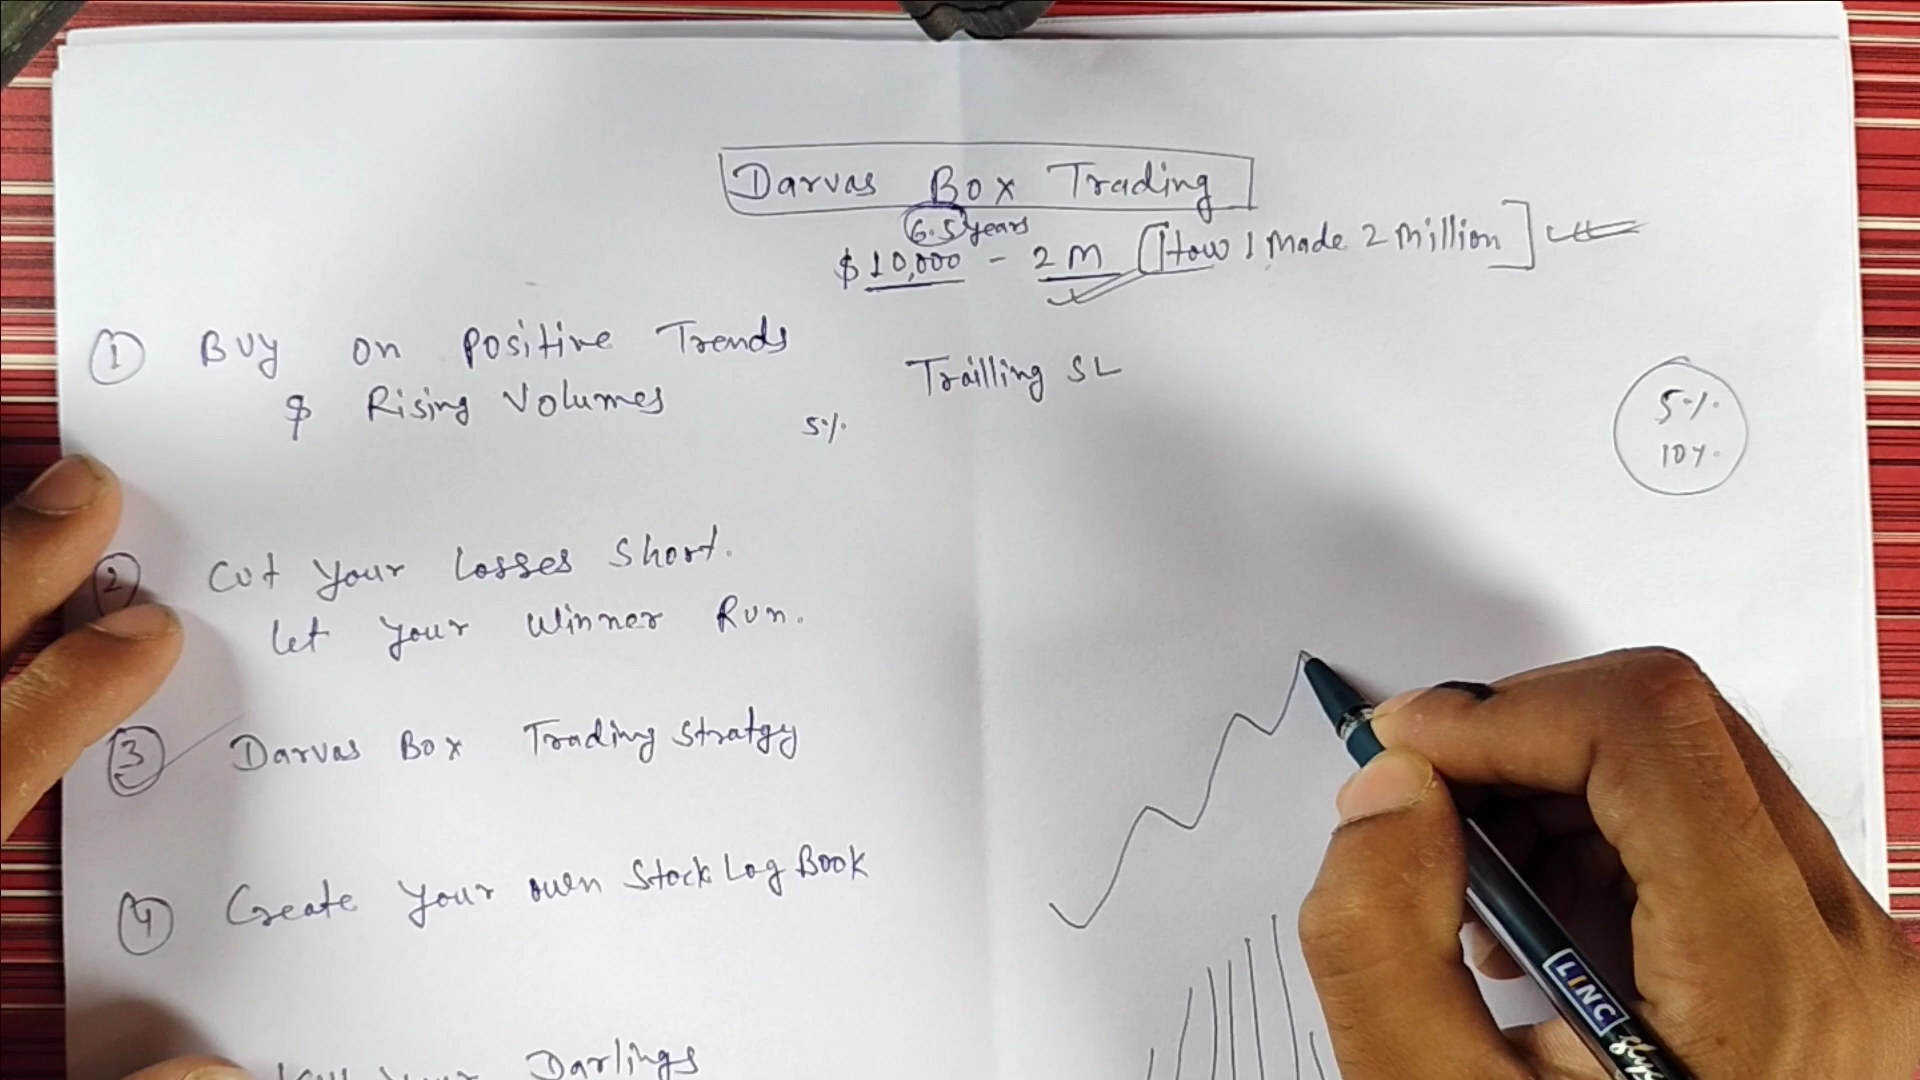 Darvas Box Trading
6.5 years
$10,000 - 2M [How I Made 2 Million]
① Buy on Positive Trends
& Rising Volumes
5%
Trailling SL
5%
10%
② Cut your Losses Short.
Let your Winner Run.
③ Darvas Box Trading Stratgy
④ Create your own Stock Log Book
your Darlings
LINC